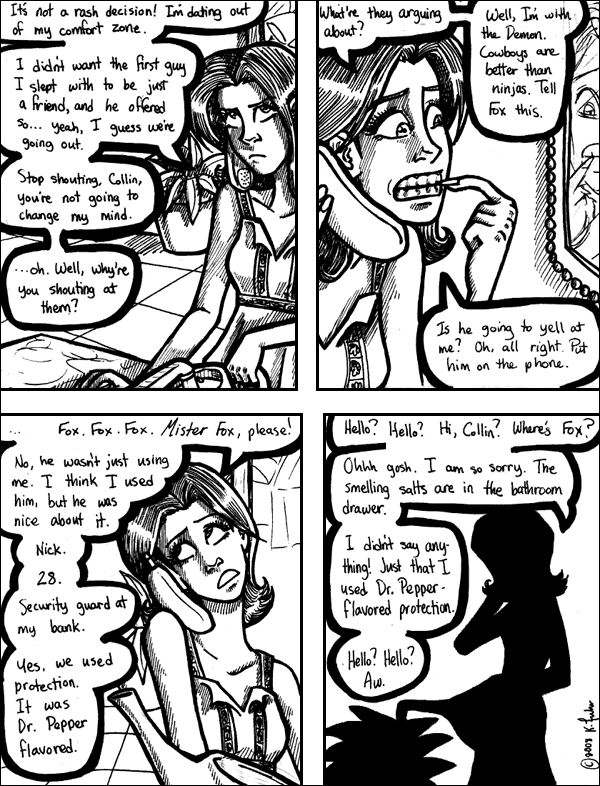 It's not a rash decision! I'm dating out
of my comfort zone.
I didn't want the first guy
I slept with to be just
a friend, and he offered
so... yeah, I guess we're
going out.
Stop shouting, Collin,
you're not going to
change my mind.
...oh. Well, why're
you shouting at
them?
What're they arguing
about?
Well, I'm with
the Demon.
Cowboys are
better than
ninjas. Tell
Fox this.
Is he going to yell at
me? Oh, all right. Put
him on the phone.
... Fox. Fox. Fox. Mister Fox, please!
No, he wasn't just using
me. I think I used
him, but he was
nice about it.
Nick.
28.
Security guard at
my bank.
Yes, we used
protection.
It was
Dr. Pepper
flavored.
Hello? Hello? Hi, Collin? Where's Fox?
Ohhh gosh. I am so sorry. The
smelling salts are in the bathroom
drawer.
I didn't say any-
thing! Just that I
used Dr. Pepper-
flavored protection.
Hello? Hello?
Aw.
©2003